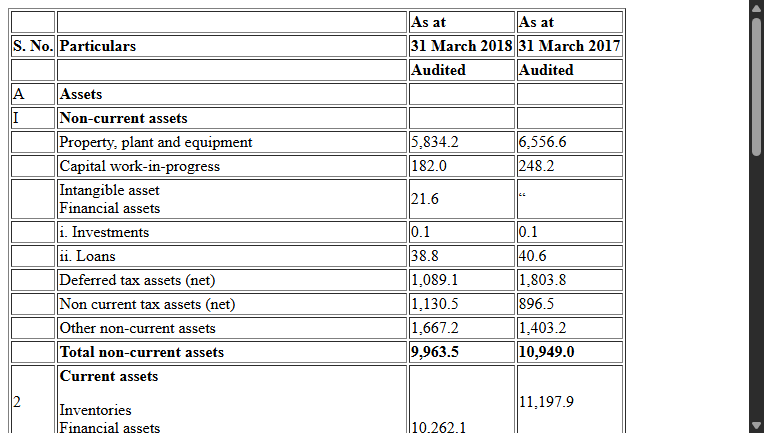 As at As at
S. No. Particulars 31 March 2018 31 March 2017
Audited Audited
A Assets
I Non-current assets
Property, plant and equipment 5,834.2 6,556.6
Capital work-in-progress 182.0 248.2
Intangible asset
Financial assets 21.6 “
i. Investments 0.1 0.1
ii. Loans 38.8 40.6
Deferred tax assets (net) 1,089.1 1,803.8
Non current tax assets (net) 1,130.5 896.5
Other non-current assets 1,667.2 1,403.2
Total non-current assets 9,963.5 10,949.0
Current assets
2 11,197.9
Inventories
Financial assets 10,262.1